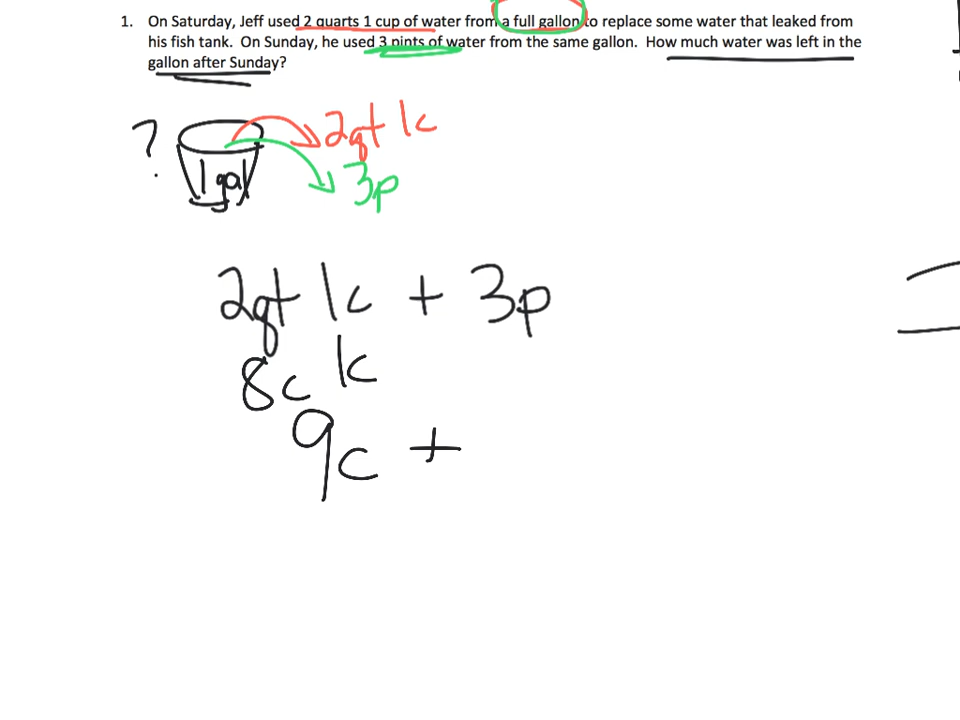 1. On Saturday, Jeff used 2 quarts 1 cup of water from a full gallon to replace some water that leaked from
his fish tank. On Sunday, he used 3 pints of water from the same gallon. How much water was left in the
gallon after Sunday?
? 1 gal 2qt 1c
3p
2qt 1c + 3p
8c 1c
9c +